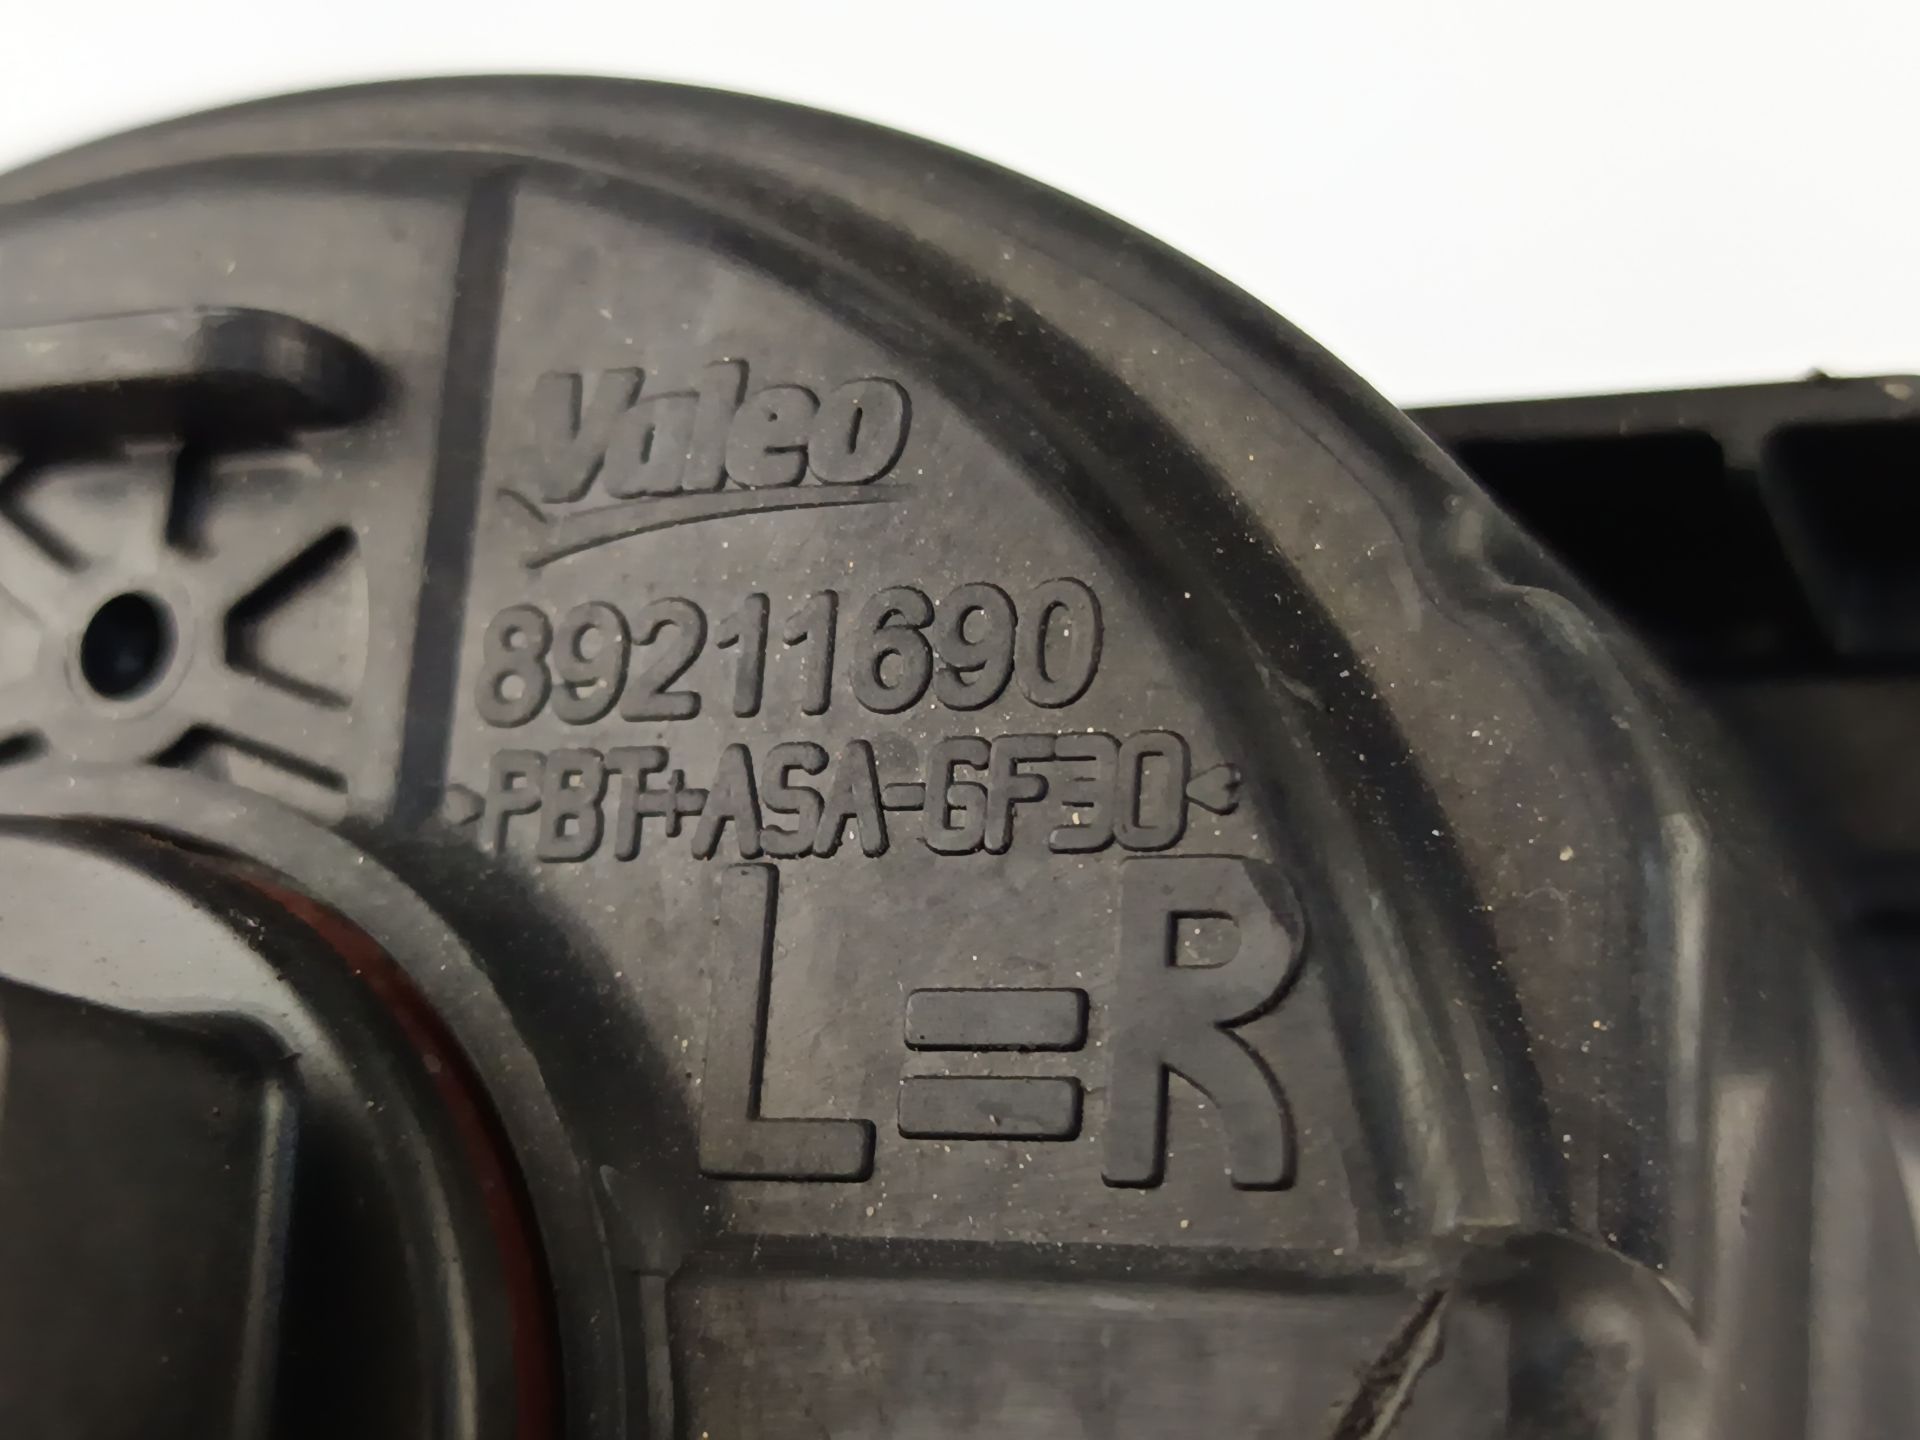 Valeo
89211690
>PBT+ASA-GF30<
L=R